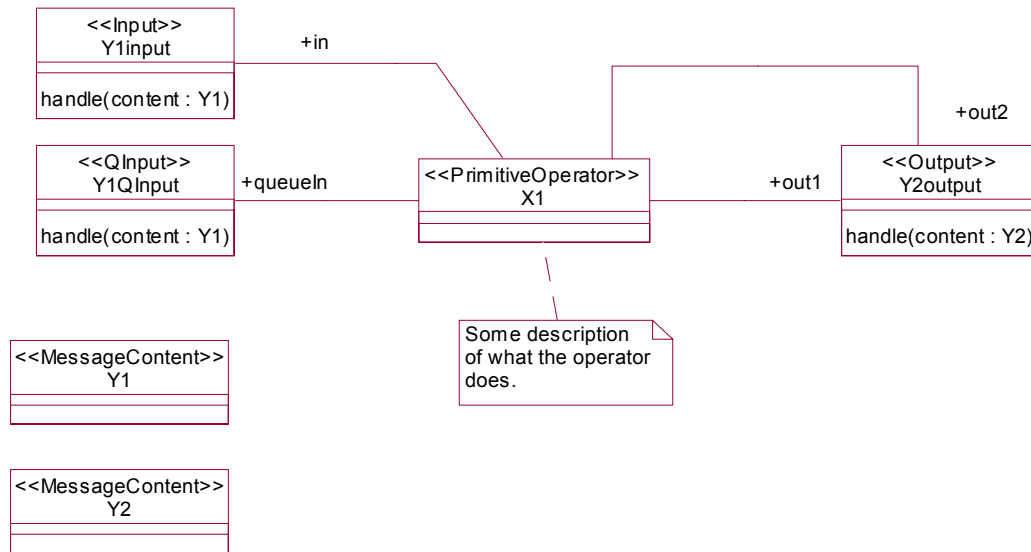 <<Input>>
Y1input
handle(content : Y1)
+in
+out2
<<QInput>>
Y1QInput
handle(content : Y1)
+queueIn
<<PrimitiveOperator>>
X1
+out1
<<Output>>
Y2output
handle(content : Y2)
Some description
of what the operator
does.
<<MessageContent>>
Y1
<<MessageContent>>
Y2